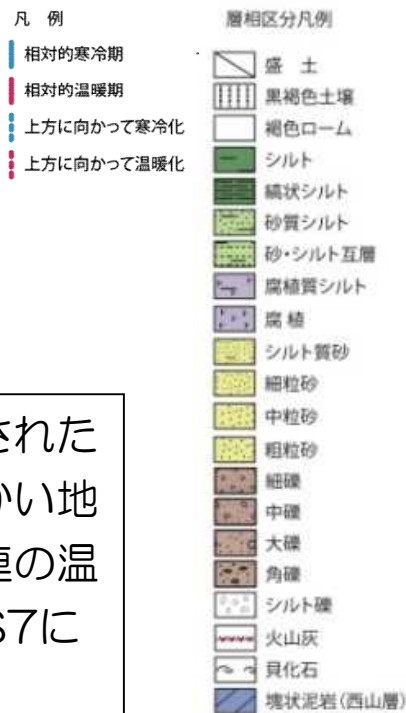 凡 例
相対的寒冷期
相対的温暖期
上方に向かって寒冷化
上方に向かって温暖化
層相区分凡例
盛 土
黒褐色土壌
褐色ローム
シルト
縞状シルト
砂質シルト
砂・シルト互層
腐植質シルト
腐 植
シルト質砂
細粒砂
中粒砂
粗粒砂
細礫
中礫
大礫
角礫
シルト礫
火山灰
貝化石
塊状泥岩(西山層)
された
かい地
連の温
S7に